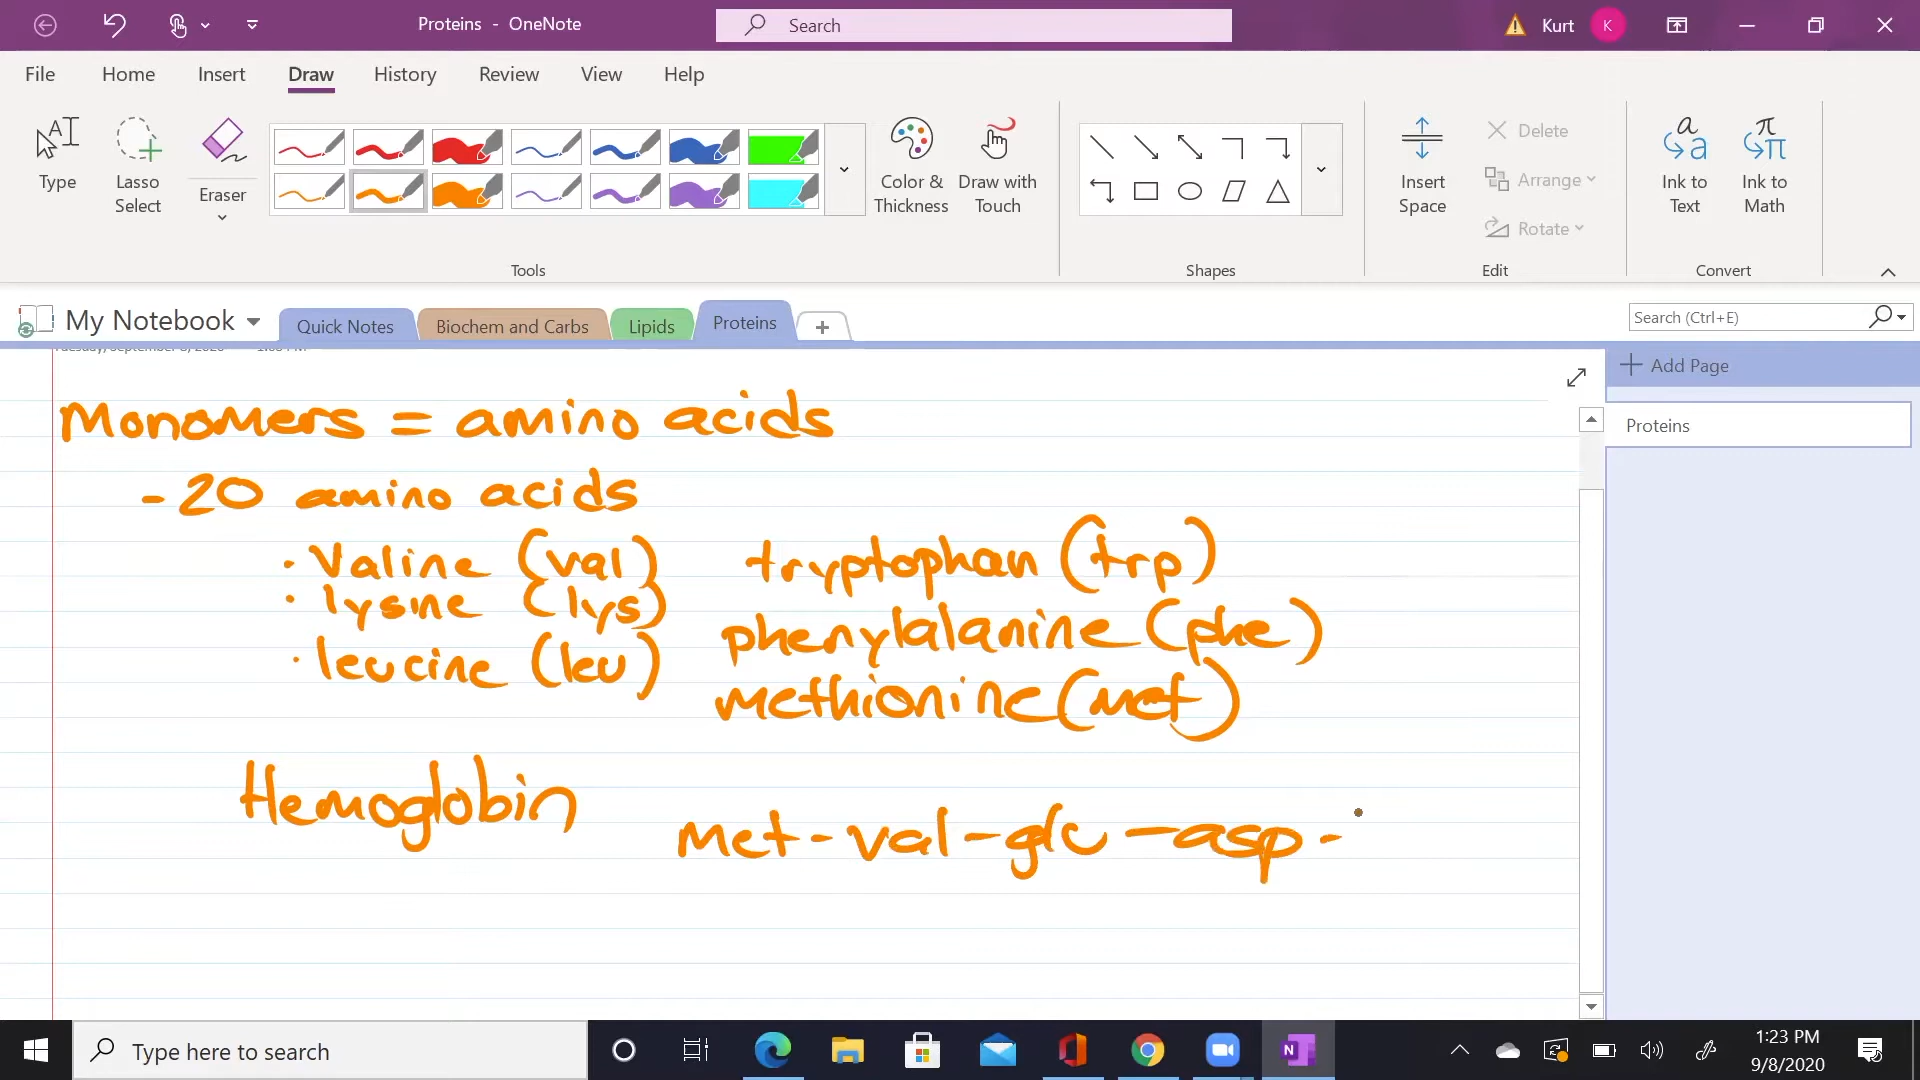 Proteins - OneNote
Search
Kurt
K
File Home Insert Draw History Review View Help
Type
Lasso Select
Eraser
Color & Thickness
Draw with Touch
Insert Space
Delete
Arrange
Rotate
Ink to Text
Ink to Math
Tools Shapes Edit Convert
My Notebook
Quick Notes
Biochem and Carbs
Lipids
Proteins
Search (Ctrl+E)
Add Page
Proteins
Monomers = amino acids
- 20 amino acids
· Valine (val) tryptophan (trp)
· lysine (lys) phenylalanine (phe)
· leucine (leu) methionine (met)
Hemoglobin
met - val - glu - asp -
Type here to search
1:23 PM
9/8/2020